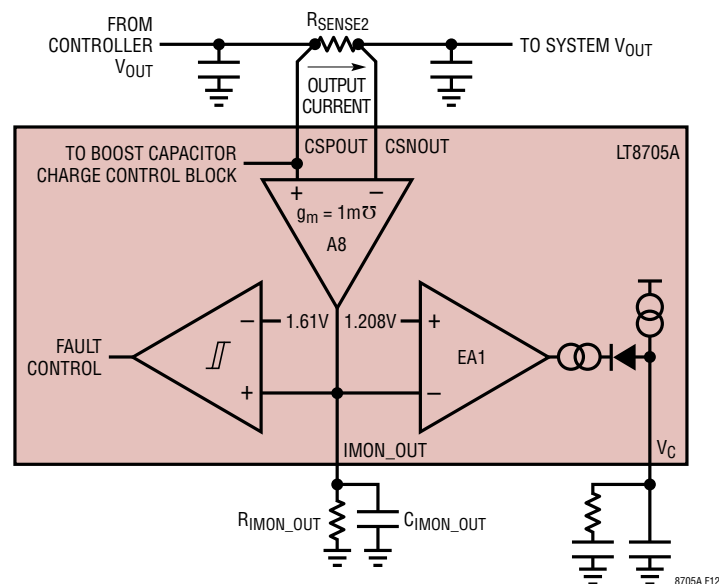 FROM
CONTROLLER
VOUT
RSENSE2
TO SYSTEM VOUT
OUTPUT
CURRENT
TO BOOST CAPACITOR
CHARGE CONTROL BLOCK
CSPOUT
CSNOUT
LT8705A
+
–
gm = 1m℧
A8
FAULT
CONTROL
–
1.61V
1.208V
+
EA1
+
–
IMON_OUT
VC
RIMON_OUT
CIMON_OUT
8705A F12